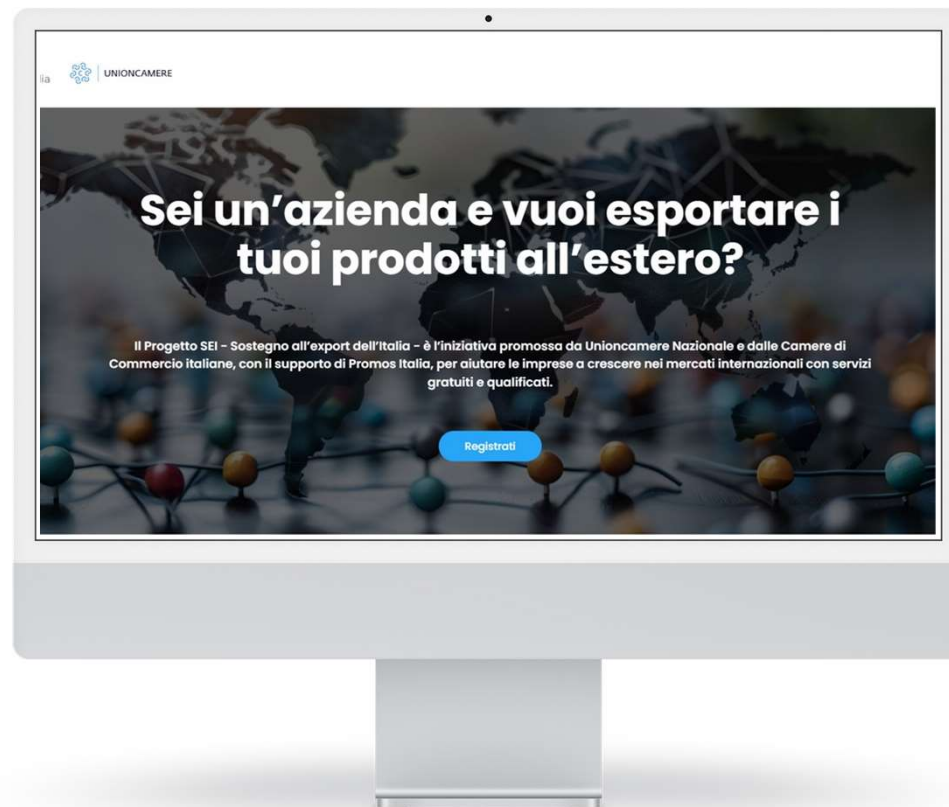 lia
UNIONCAMERE
Sei un’azienda e vuoi esportare i
tuoi prodotti all’estero?
Il Progetto SEI – Sostegno all’export dell’Italia – è l’iniziativa promossa da Unioncamere Nazionale e dalle Camere di
Commercio italiane, con il supporto di Promos Italia, per aiutare le imprese a crescere nei mercati internazionali con servizi
gratuiti e qualificati.
Registrati